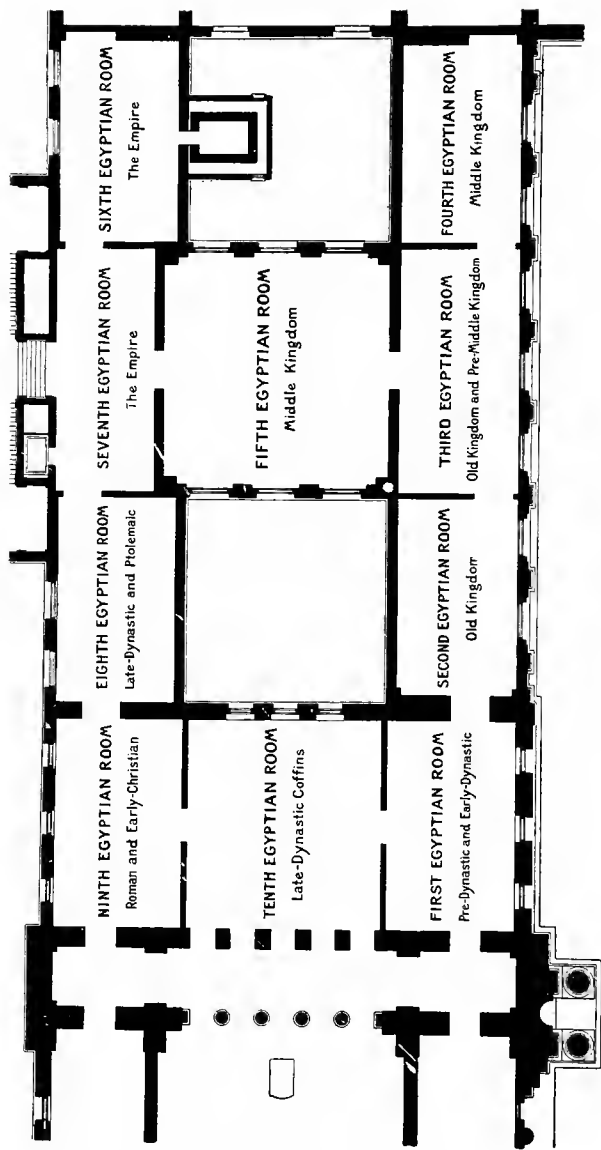 NINTH EGYPTIAN ROOM
Roman and Early-Christian
EIGHTH EGYPTIAN ROOM
Late-Dynastic and Ptolemaic
SEVENTH EGYPTIAN ROOM
The Empire
SIXTH EGYPTIAN ROOM
The Empire
TENTH EGYPTIAN ROOM
Late-Dynastic Coffins
FIFTH EGYPTIAN ROOM
Middle Kingdom
FIRST EGYPTIAN ROOM
Pre-Dynastic and Early-Dynastic
SECOND EGYPTIAN ROOM
Old Kingdom
THIRD EGYPTIAN ROOM
Old Kingdom and Pre-Middle Kingdom
FOURTH EGYPTIAN ROOM
Middle Kingdom